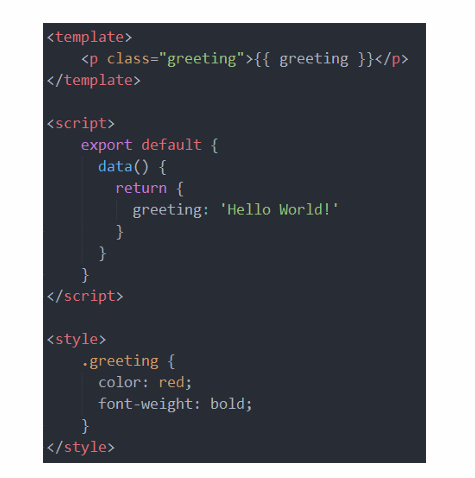 <template>
    <p class="greeting">{{ greeting }}</p>
</template>

<script>
    export default {
      data() {
        return {
          greeting: 'Hello World!'
        }
      }
    }
</script>

<style>
    .greeting {
      color: red;
      font-weight: bold;
    }
</style>